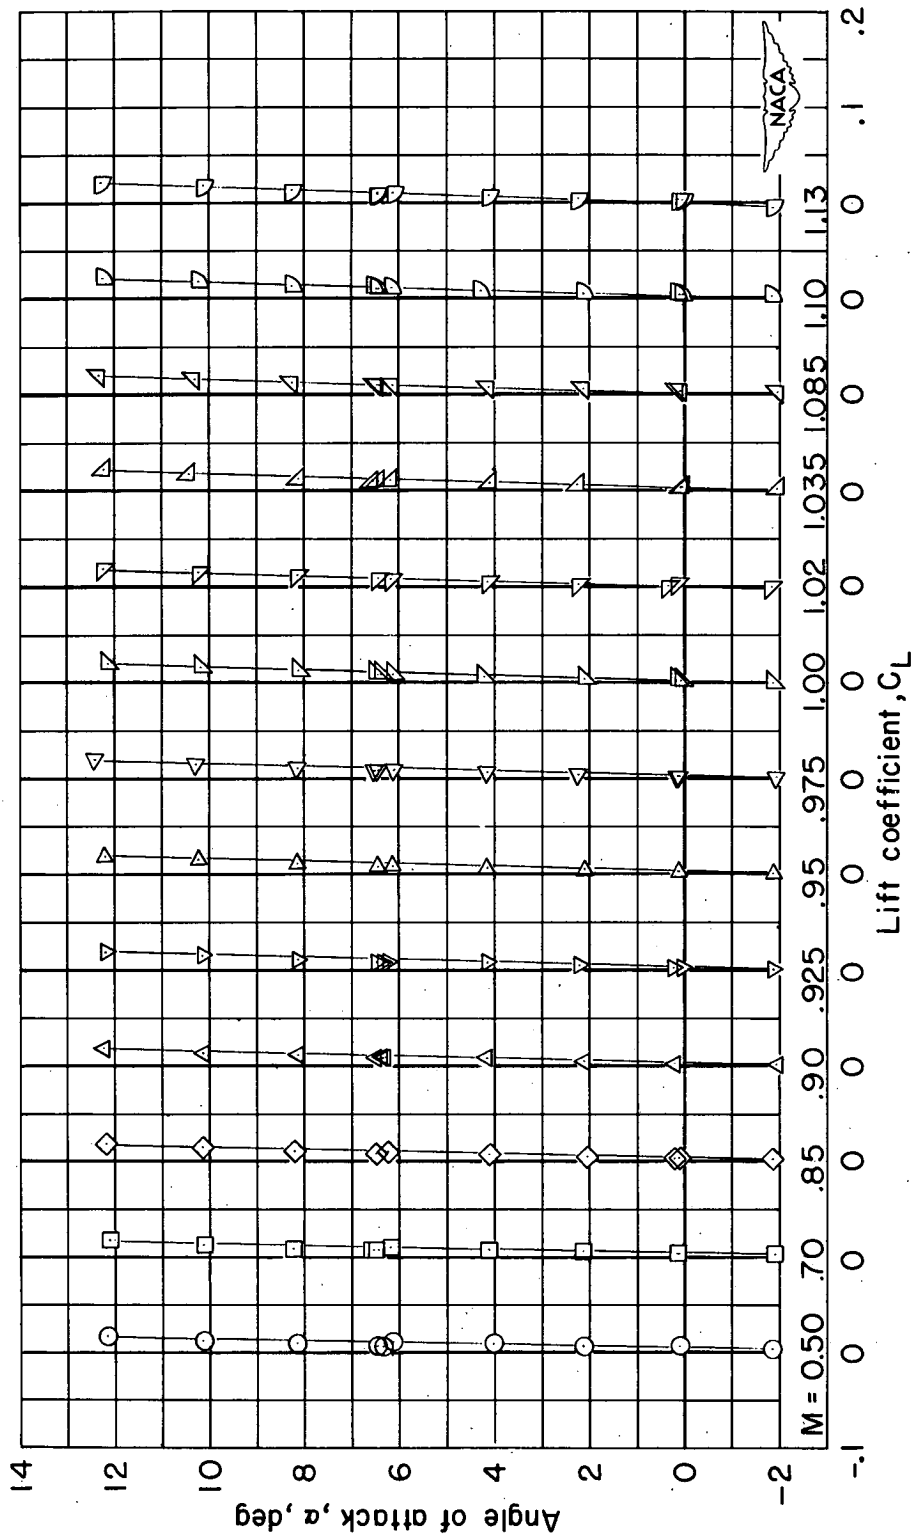 14
12
10
8
6
4
2
0
-2
Angle of attack, α, deg
M = 0.50 .70 .85 .90 .925 .95 .975 1.00 1.02 1.035 1.085 1.10 1.13
-.1 0 0 0 0 0 0 0 0 0 0 0 0 0 .1 .2
Lift coefficient, CL
NACA